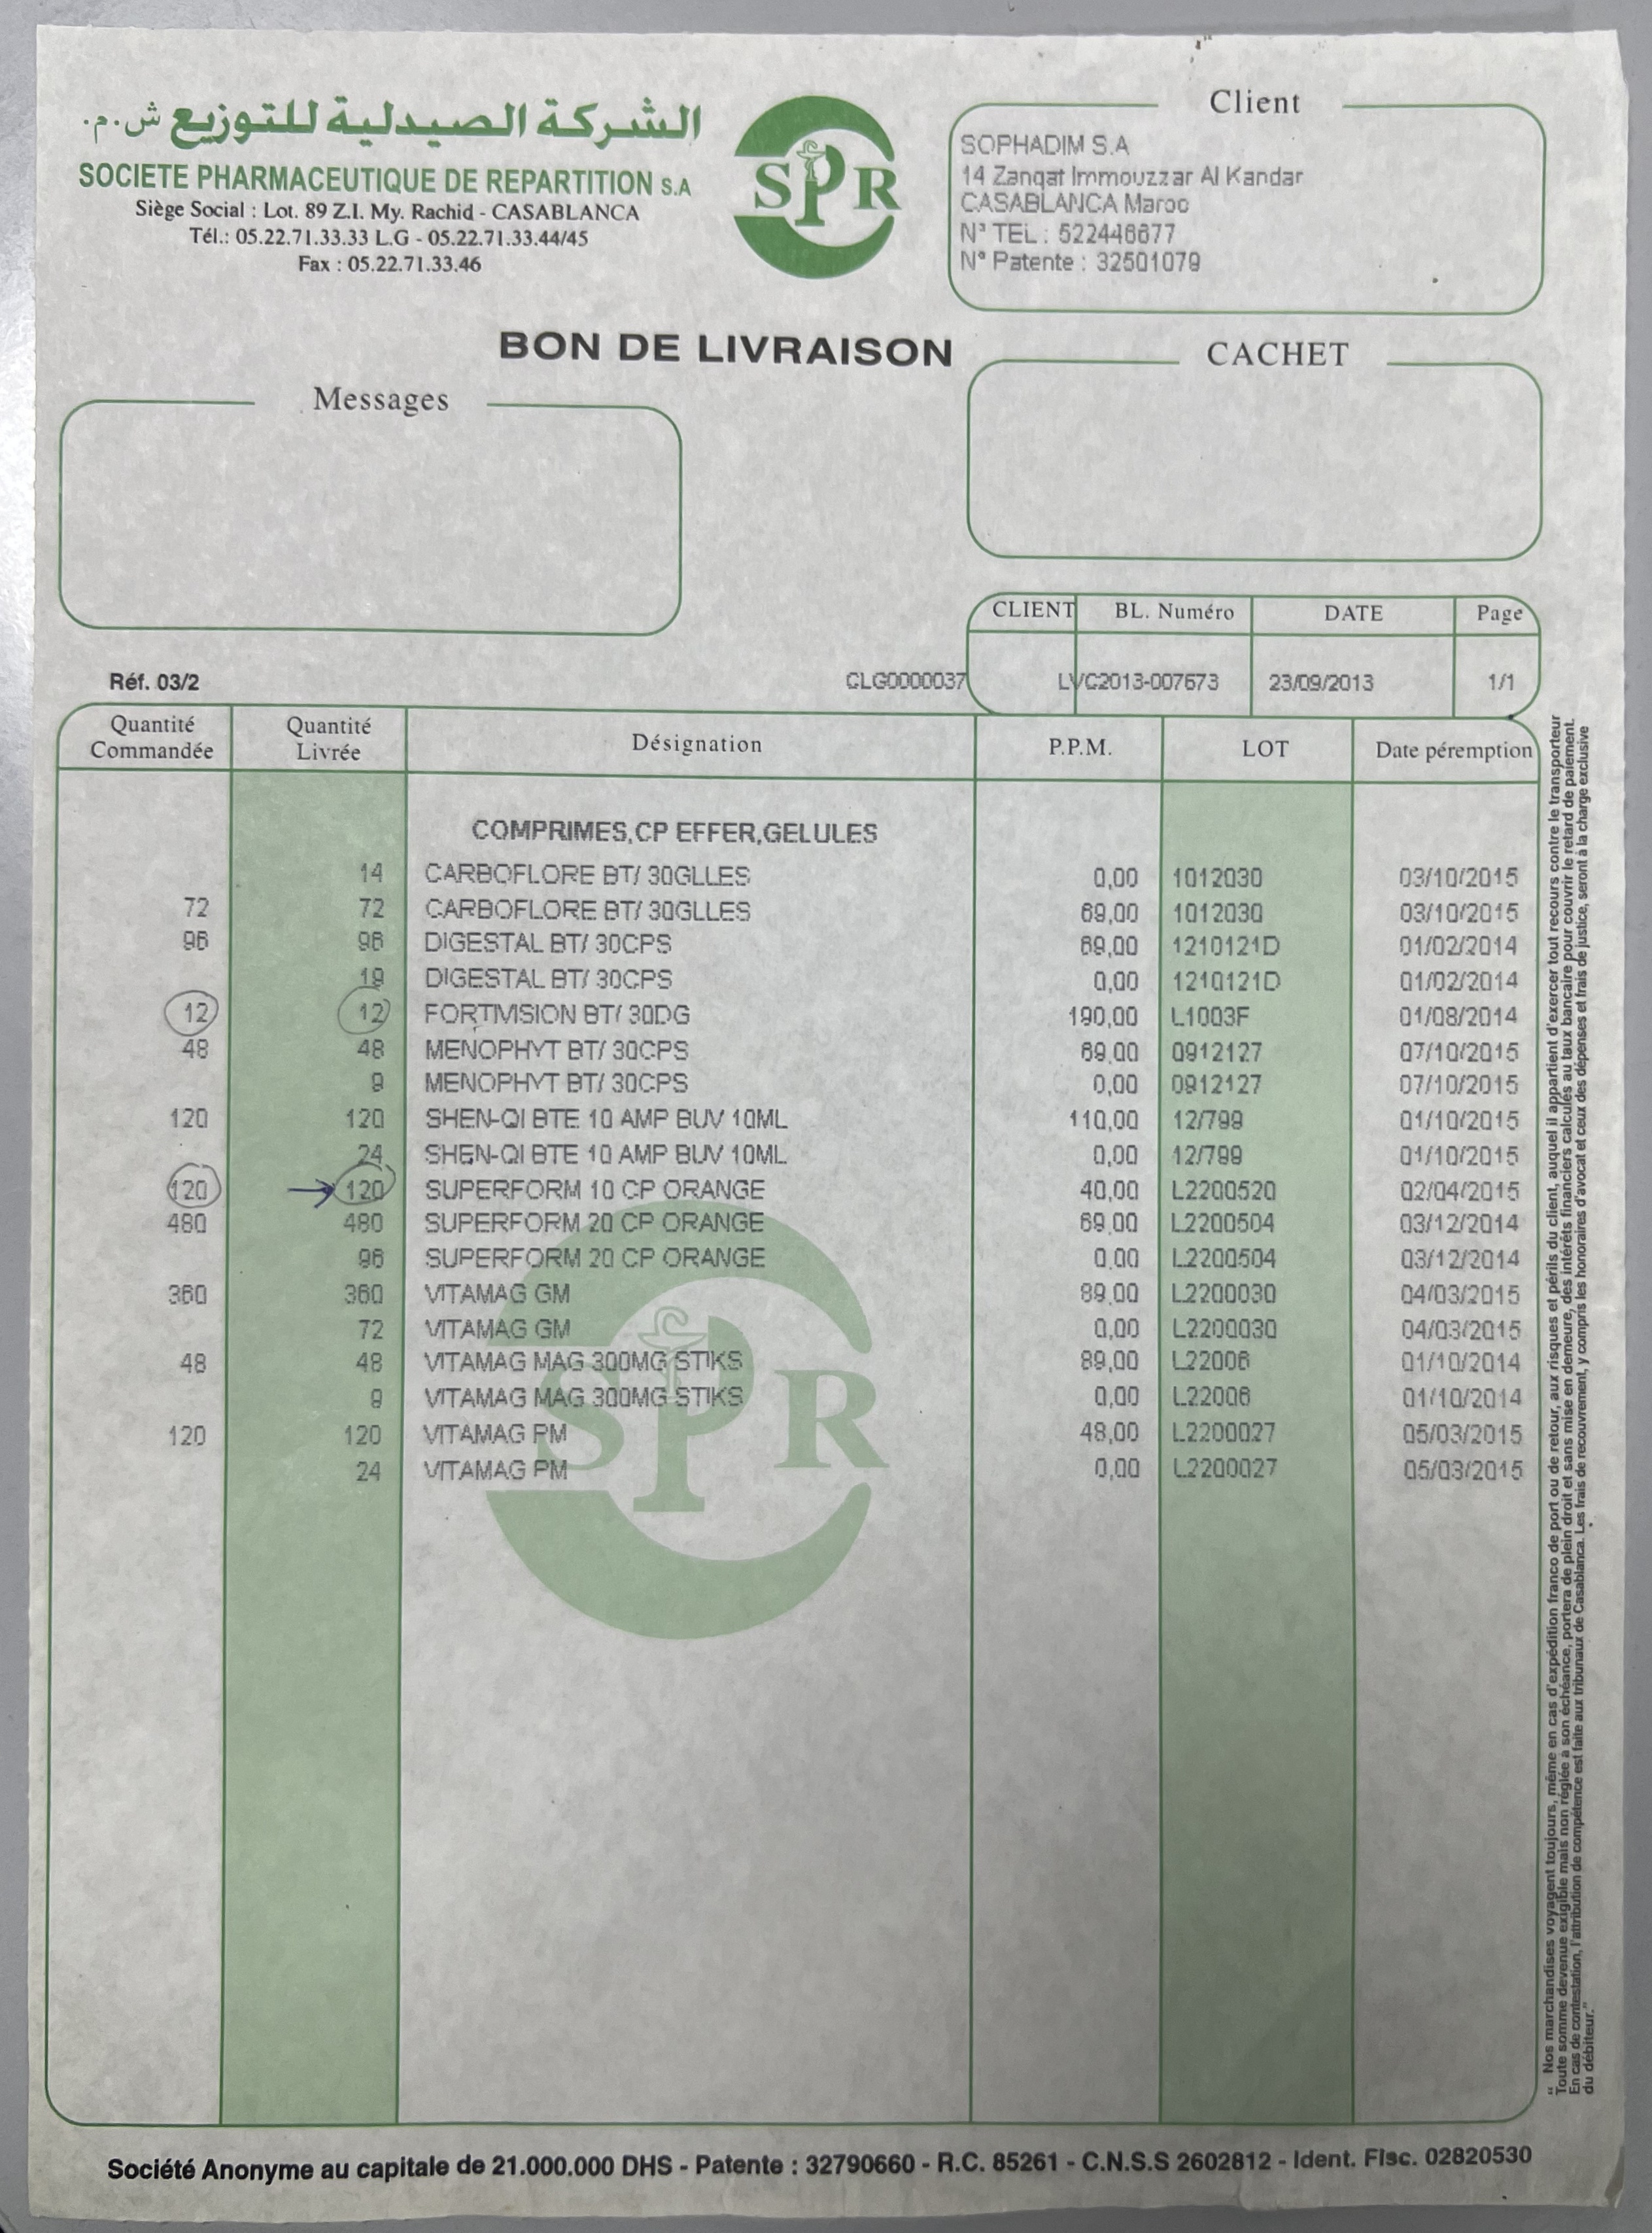 الشركة الصيدلية للتوزيع ش.م.
SOCIETE PHARMACEUTIQUE DE REPARTITION S.A
Siège Social : Lot. 89 Z.I. My. Rachid - CASABLANCA
Tél.: 05.22.71.33.33 L.G - 05.22.71.33.44/45
Fax : 05.22.71.33.46
SPR
Client
SOPHADIM S.A
14 Zanqat Immouzzar Al Kandar
CASABLANCA Maroc
N° TEL : 522446677
N° Patente : 32501079
BON DE LIVRAISON
CACHET
Messages
CLIENT BL. Numéro DATE Page
Réf. 03/2 CLG0000037 LVC2013-007673 23/09/2013 1/1
Quantité Commandée Quantité Livrée Désignation P.P.M. LOT Date péremption
COMPRIMES,CP EFFER,GELULES
14 CARBOFLORE BT/ 30GLLES 0,00 1012030 03/10/2015
72 72 CARBOFLORE BT/ 30GLLES 69,00 1012030 03/10/2015
96 96 DIGESTAL BT/ 30CPS 69,00 1210121D 01/02/2014
19 DIGESTAL BT/ 30CPS 0,00 1210121D 01/02/2014
12 12 FORTIVISION BT/ 30DG 190,00 L1003F 01/08/2014
48 48 MENOPHYT BT/ 30CPS 69,00 0912127 07/10/2015
9 MENOPHYT BT/ 30CPS 0,00 0912127 07/10/2015
120 120 SHEN-QI BTE 10 AMP BUV 10ML 110,00 12/799 01/10/2015
24 SHEN-QI BTE 10 AMP BUV 10ML 0,00 12/799 01/10/2015
120 → 120 SUPERFORM 10 CP ORANGE 40,00 L2200520 02/04/2015
480 480 SUPERFORM 20 CP ORANGE 69,00 L2200504 03/12/2014
96 SUPERFORM 20 CP ORANGE 0,00 L2200504 03/12/2014
360 360 VITAMAG GM 89,00 L2200030 04/03/2015
72 VITAMAG GM 0,00 L2200030 04/03/2015
48 48 VITAMAG MAG 300MG STIKS 89,00 L22006 01/10/2014
9 VITAMAG MAG 300MG STIKS 0,00 L22006 01/10/2014
120 120 VITAMAG PM 48,00 L2200027 05/03/2015
24 VITAMAG PM 0,00 L2200027 05/03/2015
SPR
" Nos marchandises voyagent toujours, même en cas d'expédition franco de port ou de retour, aux risques et périls du client, auquel il appartient d'exercer tout recours contre le transporteur
Toute somme devenue exigible mais non réglée a son échéance, portera de plein droit et sans mise en demeure, des intérêts financiers calculés au taux bancaire pour couvrir le retard de paiement.
En cas de contestation, l'attribution de compétence est faite aux tribunaux de Casablanca. Les frais de recouvrement, y compris les honoraires d'avocat et ceux des dépenses et frais de justice, seront à la charge exclusive
du débiteur."
Société Anonyme au capitale de 21.000.000 DHS - Patente : 32790660 - R.C. 85261 - C.N.S.S 2602812 - Ident. Fisc. 02820530